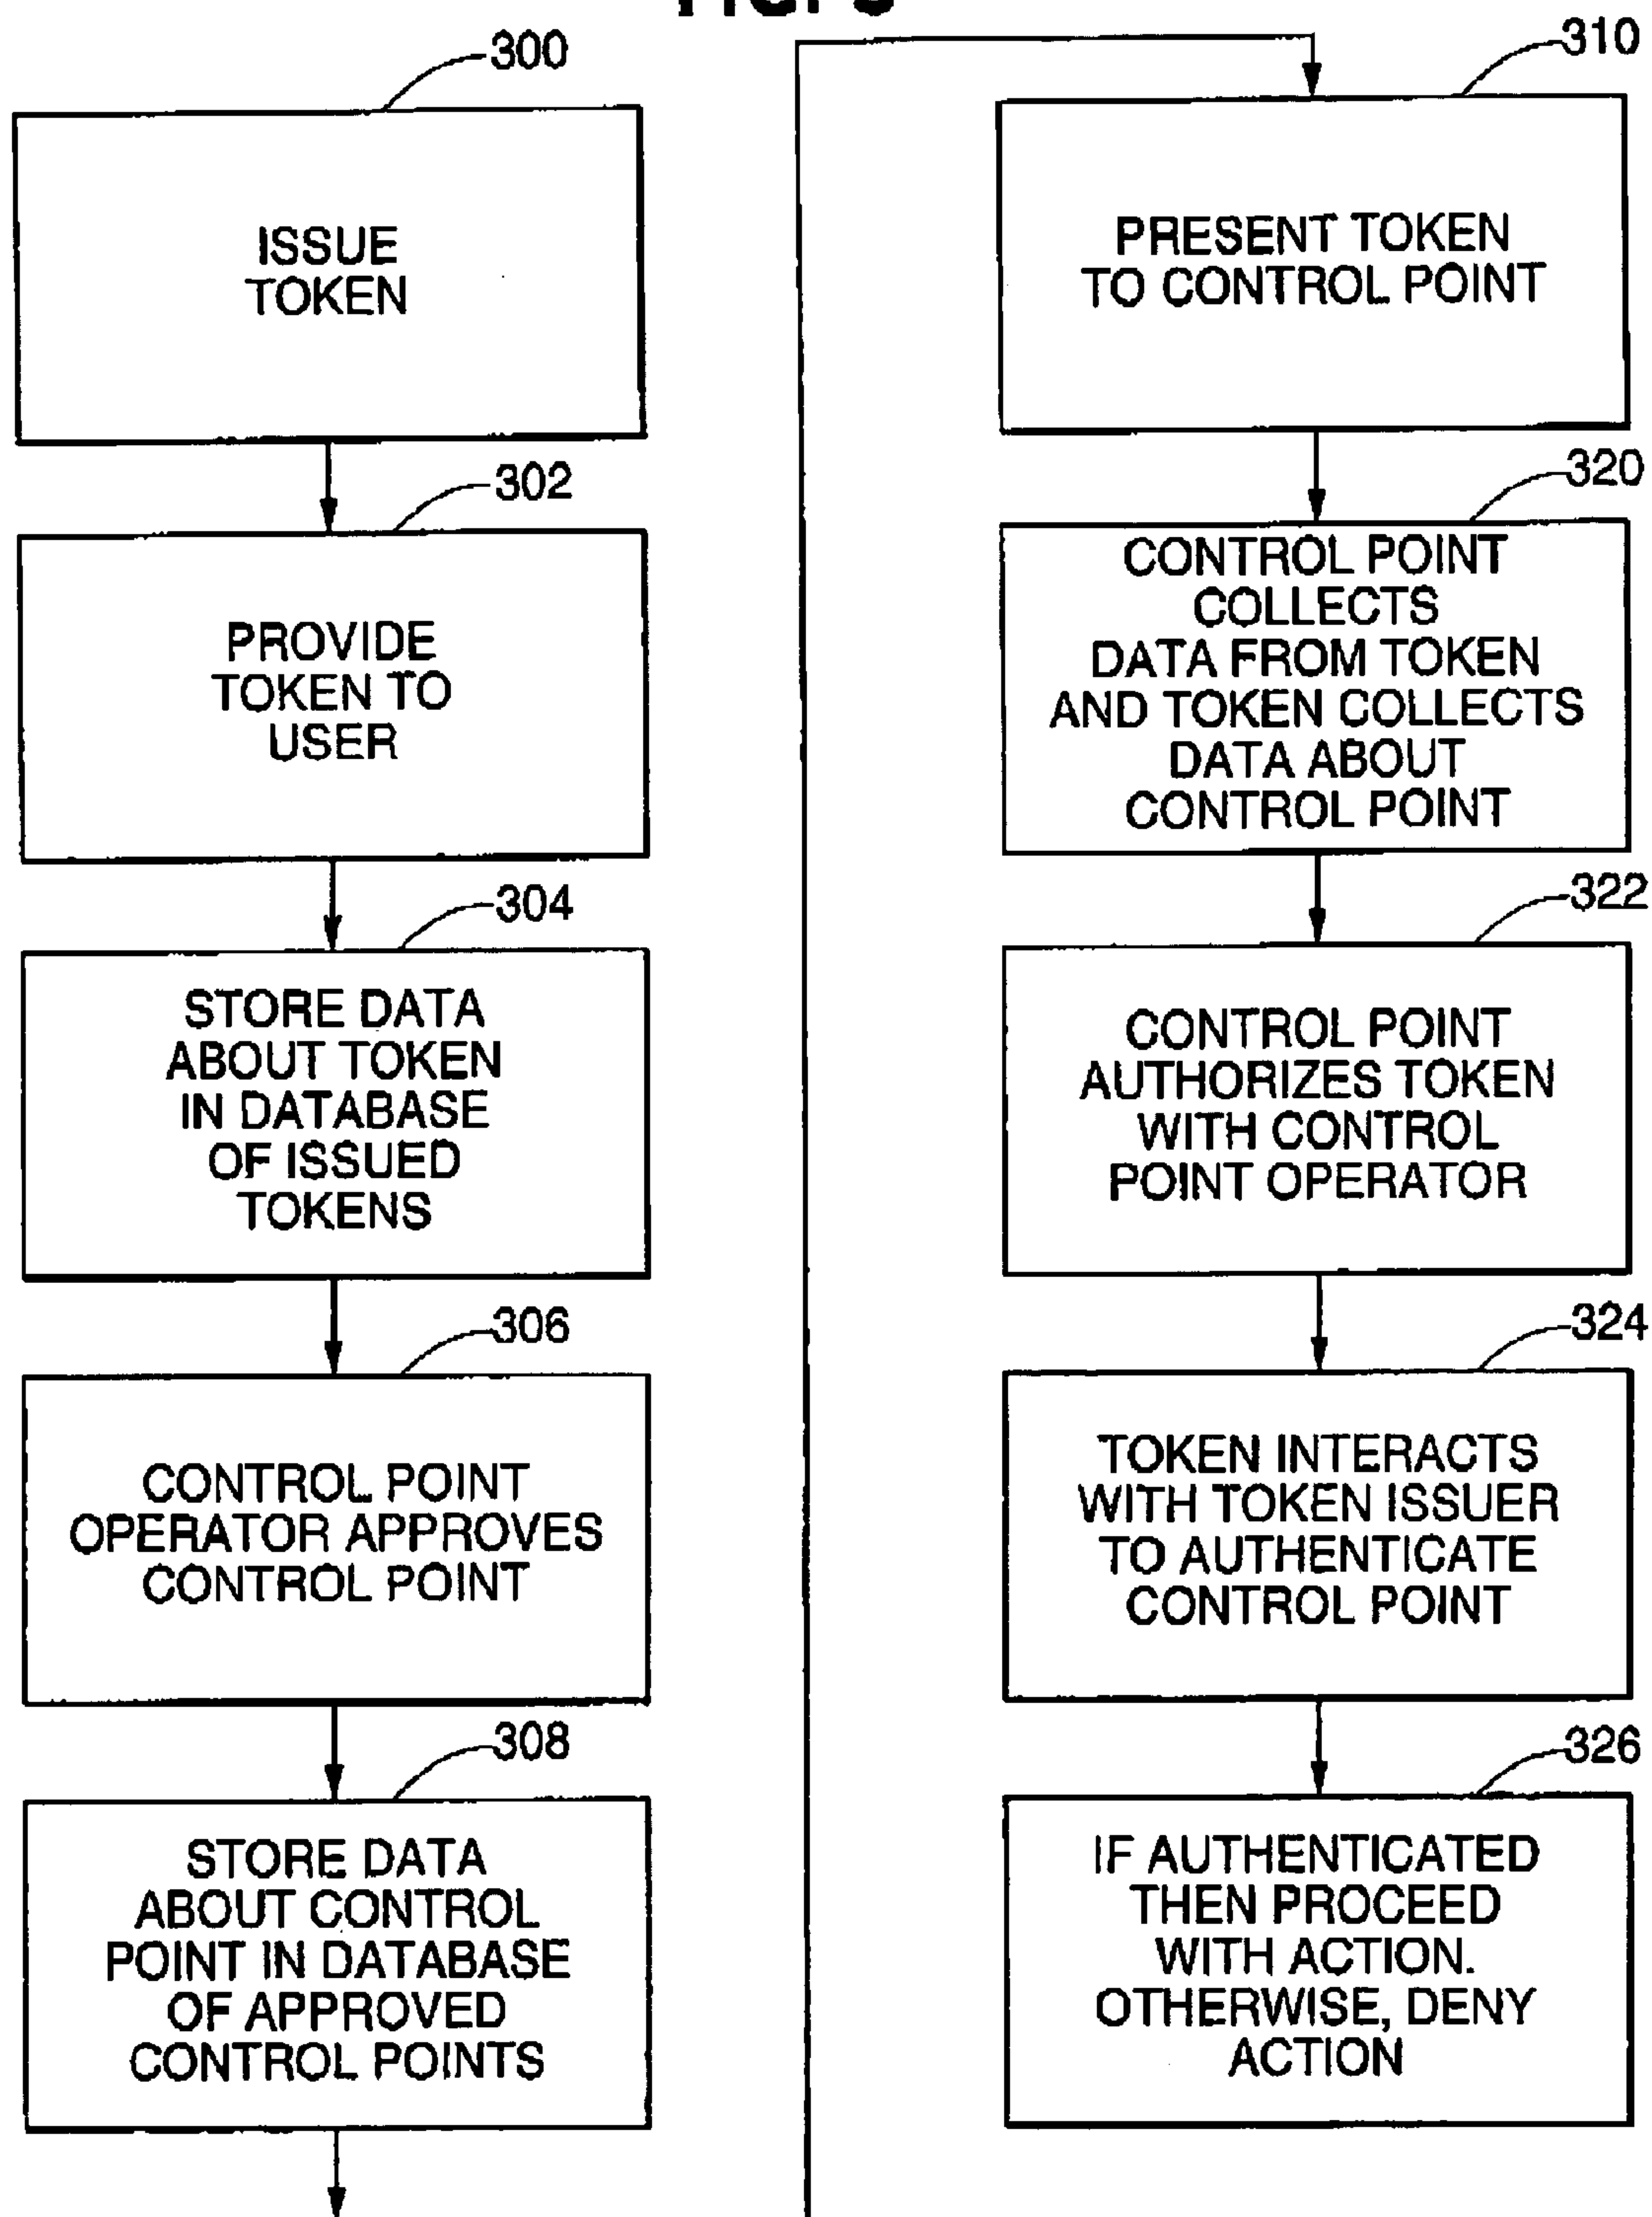 300
ISSUE
TOKEN
302
PROVIDE
TOKEN TO
USER
304
STORE DATA
ABOUT TOKEN
IN DATABASE
OF ISSUED
TOKENS
306
CONTROL POINT
OPERATOR APPROVES
CONTROL POINT
308
STORE DATA
ABOUT CONTROL
POINT IN DATABASE
OF APPROVED
CONTROL POINTS
310
PRESENT TOKEN
TO CONTROL POINT
320
CONTROL POINT
COLLECTS
DATA FROM TOKEN
AND TOKEN COLLECTS
DATA ABOUT
CONTROL POINT
322
CONTROL POINT
AUTHORIZES TOKEN
WITH CONTROL
POINT OPERATOR
324
TOKEN INTERACTS
WITH TOKEN ISSUER
TO AUTHENTICATE
CONTROL POINT
326
IF AUTHENTICATED
THEN PROCEED
WITH ACTION.
OTHERWISE, DENY
ACTION